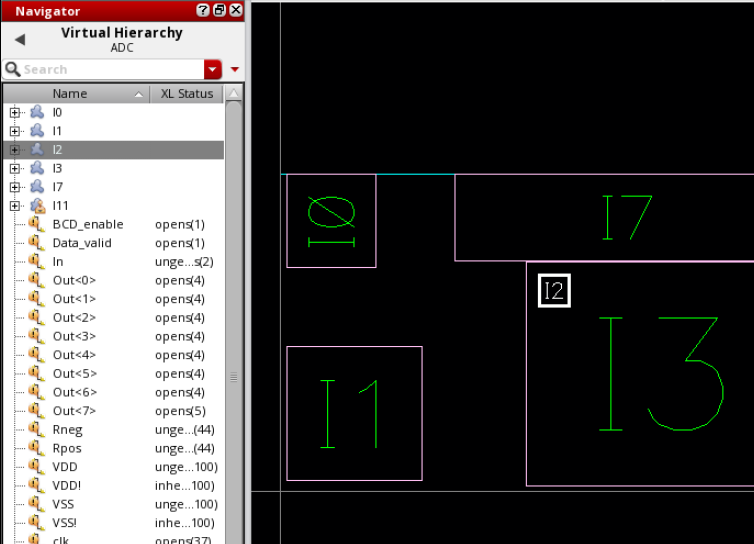 Navigator
Virtual Hierarchy
ADC
Search
Name XL Status
I0
I1
I2
I3
I7
I11
BCD_enable opens(1)
Data_valid opens(1)
In unge...s(2)
Out<0> opens(4)
Out<1> opens(4)
Out<2> opens(4)
Out<3> opens(4)
Out<4> opens(4)
Out<5> opens(4)
Out<6> opens(4)
Out<7> opens(5)
Rneg unge...(44)
Rpos unge...(44)
VDD unge...100)
VDD! inhe...100)
VSS unge...100)
VSS! inhe...100)
clk opens(37)
I0
I7
I2
I3
I1